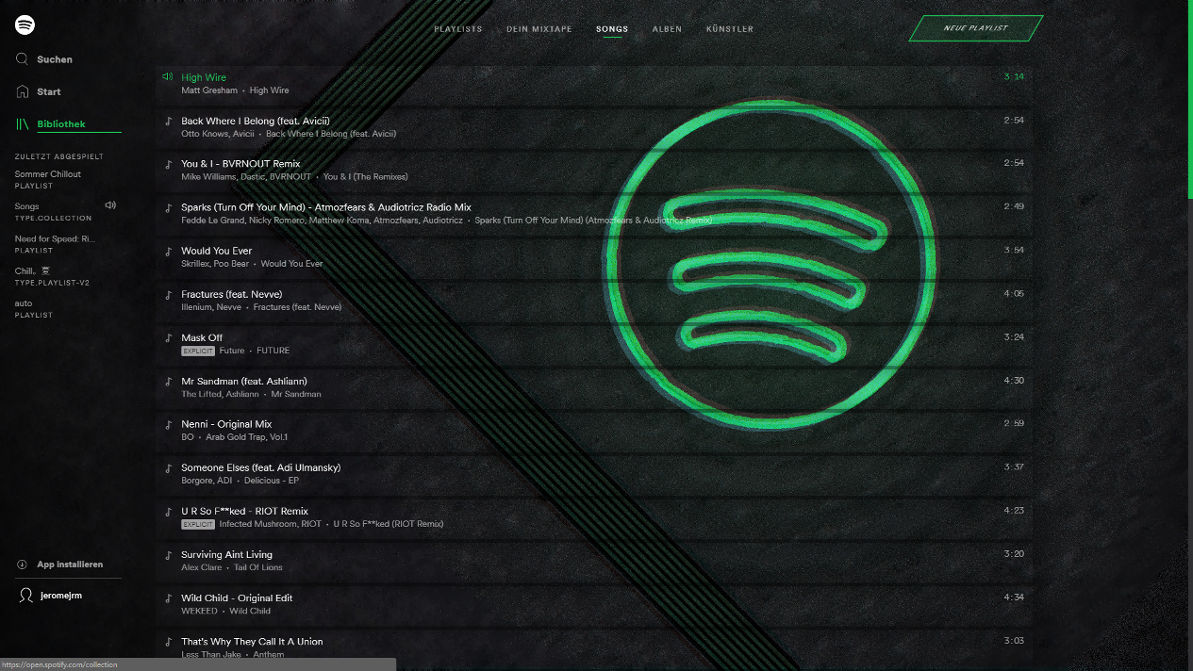 PLAYLISTS DEIN MIXTAPE SONGS ALBEN KÜNSTLER
NEUE PLAYLIST
Suchen
Start
Bibliothek
ZULETZT ABGESPIELT
Sommer Chillout
PLAYLIST
Songs
TYPE.COLLECTION
Need for Speed: Ri...
PLAYLIST
Chill.
TYPE.PLAYLIST-V2
auto
PLAYLIST
App installieren
jeromejrm
High Wire 3:14
Matt Gresham • High Wire
Back Where I Belong (feat. Avicii) 2:54
Otto Knows, Avicii • Back Where I Belong (feat. Avicii)
You & I - BVRNOUT Remix 2:54
Mike Williams, Dastic, BVRNOUT • You & I (The Remixes)
Sparks (Turn Off Your Mind) - Atmozfears & Audiotricz Radio Mix 2:49
Fedde Le Grand, Nicky Romero, Matthew Koma, Atmozfears, Audiotricz • Sparks (Turn Off Your Mind) (Atmozfears & Audiotricz Remix)
Would You Ever 3:54
Skrillex, Poo Bear • Would You Ever
Fractures (feat. Nevve) 4:05
Illenium, Nevve • Fractures (feat. Nevve)
Mask Off 3:24
EXPLICIT Future • FUTURE
Mr Sandman (feat. Ashliann) 4:30
The Lifted, Ashliann • Mr Sandman
Nenni - Original Mix 2:59
BO • Arab Gold Trap, Vol.1
Someone Elses (feat. Adi Ulmansky) 3:37
Borgore, ADI • Delicious - EP
U R So F**ked - RIOT Remix 4:23
EXPLICIT Infected Mushroom, RIOT • U R So F**ked (RIOT Remix)
Surviving Aint Living 3:20
Alex Clare • Tail Of Lions
Wild Child - Original Edit 4:34
WEKEED • Wild Child
That's Why They Call It A Union 3:03
Less Than Jake • Anthem
https://open.spotify.com/collection